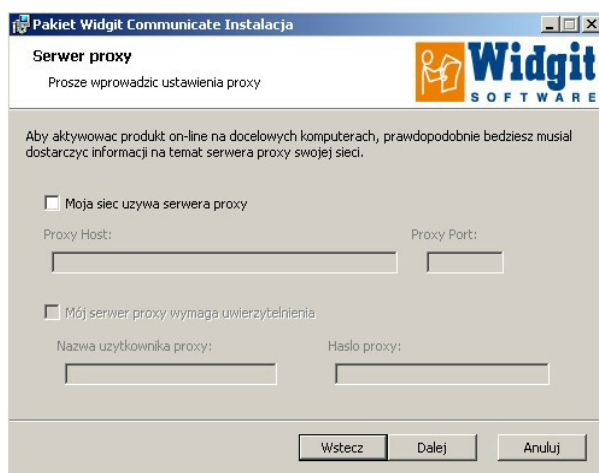 Pakiet Widgit Communicate Instalacja
Serwer proxy
Prosze wprowadzic ustawienia proxy
Widgit
SOFTWARE
Aby aktywowac produkt on-line na docelowych komputerach, prawdopodobnie bedziesz musial
dostarczyc informacji na temat serwera proxy swojej sieci.
Moja siec uzywa serwera proxy
Proxy Host:
Proxy Port:
Mój serwer proxy wymaga uwierzytelnienia
Nazwa uzytkownika proxy:
Haslo proxy:
Wstecz
Dalej
Anuluj